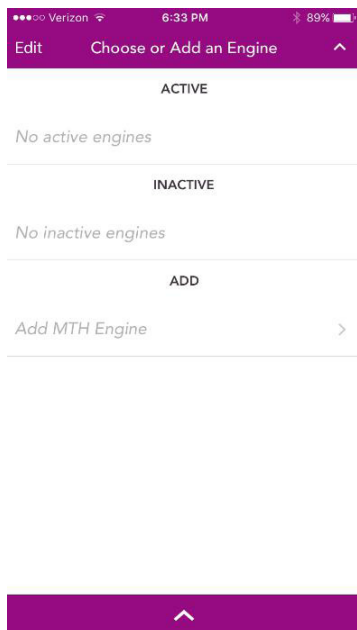 ●●●○○ Verizon 6:33 PM 89%
Edit Choose or Add an Engine
ACTIVE
No active engines
INACTIVE
No inactive engines
ADD
Add MTH Engine